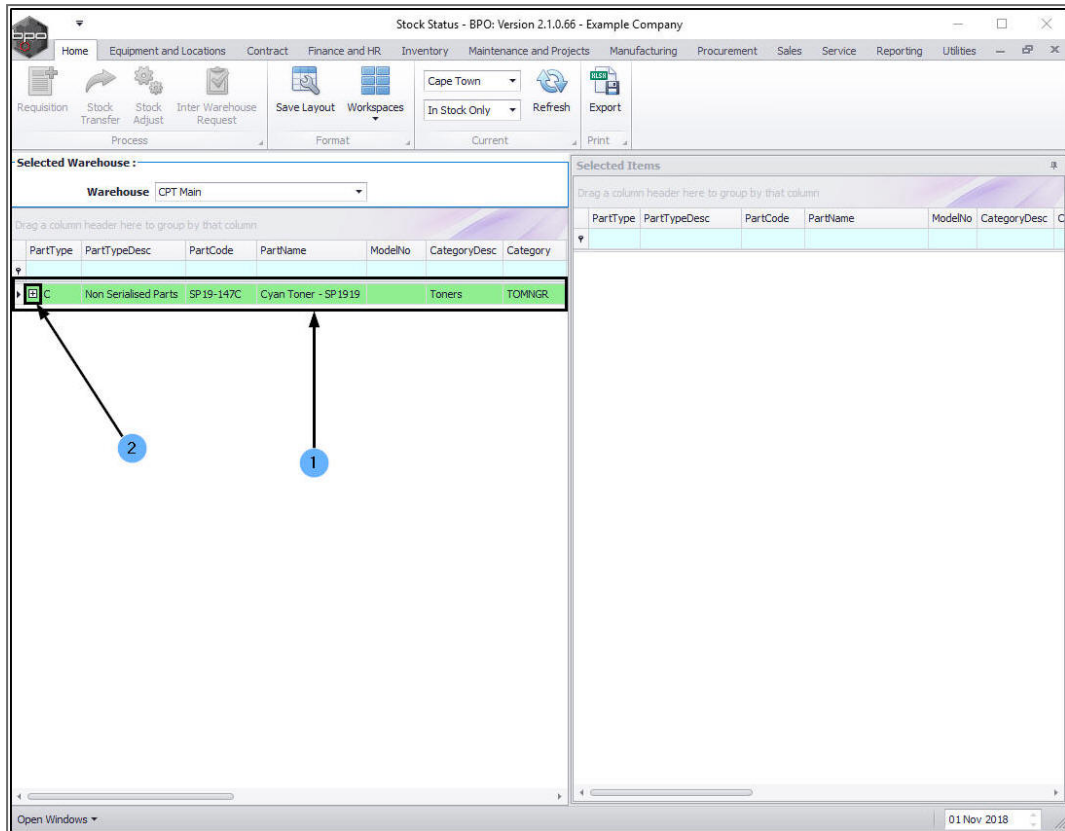 bpo
Stock Status - BPO: Version 2.1.0.66 - Example Company
Home Equipment and Locations Contract Finance and HR Inventory Maintenance and Projects Manufacturing Procurement Sales Service Reporting Utilities
Requisition Stock Transfer Stock Adjust Inter Warehouse Request Save Layout Workspaces Cape Town In Stock Only Refresh XLSX Export
Process Format Current Print
Selected Warehouse :
Warehouse CPT Main
Drag a column header here to group by that column
PartType PartTypeDesc PartCode PartName ModelNo CategoryDesc Category
C Non Serialised Parts SP19-147C Cyan Toner - SP1919 Toners TOMNGR
2
1
Selected Items
Drag a column header here to group by that column
PartType PartTypeDesc PartCode PartName ModelNo CategoryDesc C
Open Windows
01 Nov 2018